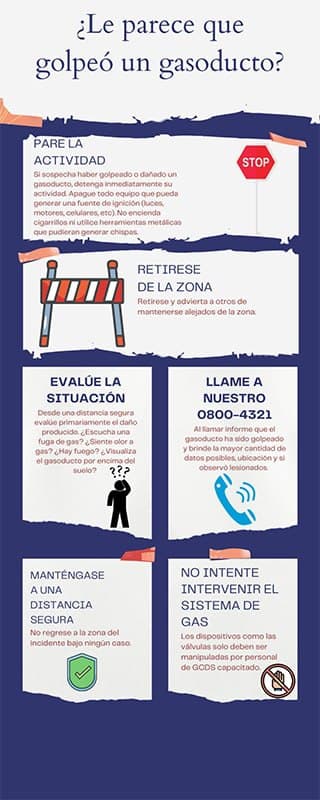 ¿Le parece que
golpeó un gasoducto?
PARE LA
ACTIVIDAD
Si sospecha haber golpeado o dañado un
gasoducto, detenga inmediatamente su
actividad. Apague todo equipo que pueda
generar una fuente de ignición (luces,
motores, celulares, etc). No encienda
cigarrillos ni utilice herramientas metálicas
que pudieran generar chispas.
STOP
RETIRESE
DE LA ZONA
Retírese y advierta a otros de
mantenerse alejados de la zona.
EVALÚE LA
SITUACIÓN
Desde una distancia segura
evalúe primariamente el daño
producido. ¿Escucha una
fuga de gas? ¿Siente olor a
gas? ¿Hay fuego? ¿Visualiza
el gasoducto por encima del
suelo?
???
LLAME A
NUESTRO
0800-4321
Al llamar informe que el
gasoducto ha sido golpeado
y brinde la mayor cantidad de
datos posibles, ubicación y si
observó lesionados.
MANTÉNGASE
A UNA
DISTANCIA
SEGURA
No regrese a la zona del
incidente bajo ningún caso.
NO INTENTE
INTERVENIR EL
SISTEMA DE
GAS
Los dispositivos como las
válvulas solo deben ser
manipuladas por personal
de GCDS capacitado.